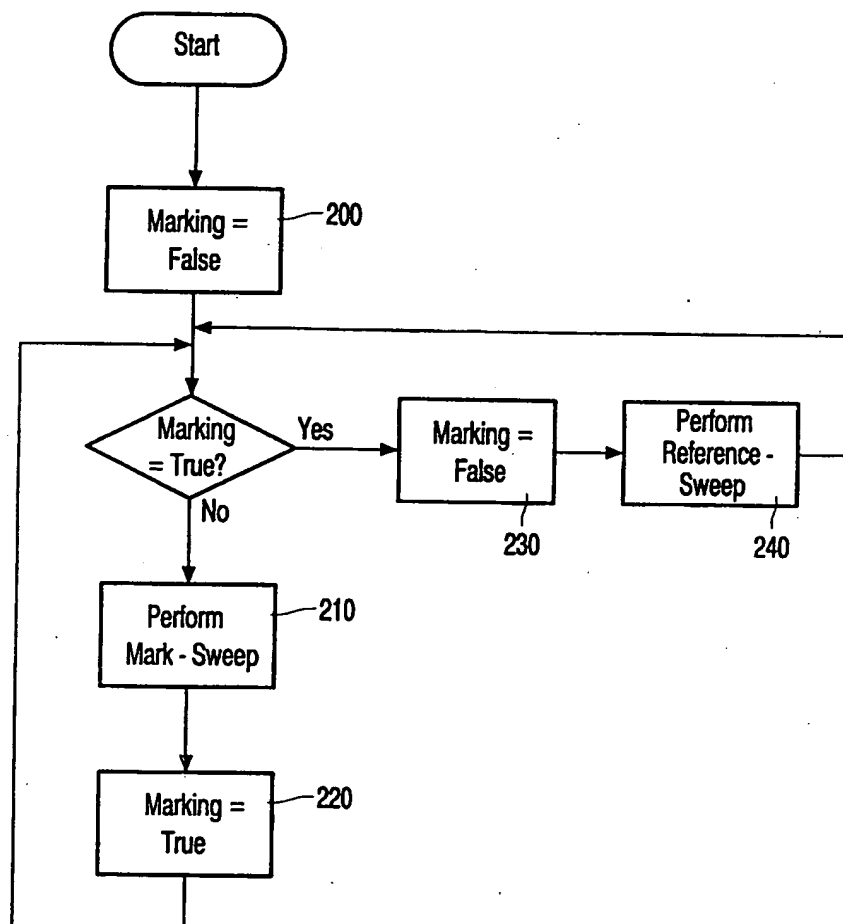 Start
Marking =
False
200
Marking
= True?
Yes
No
Marking =
False
230
Perform
Reference -
Sweep
240
Perform
Mark - Sweep
210
Marking =
True
220